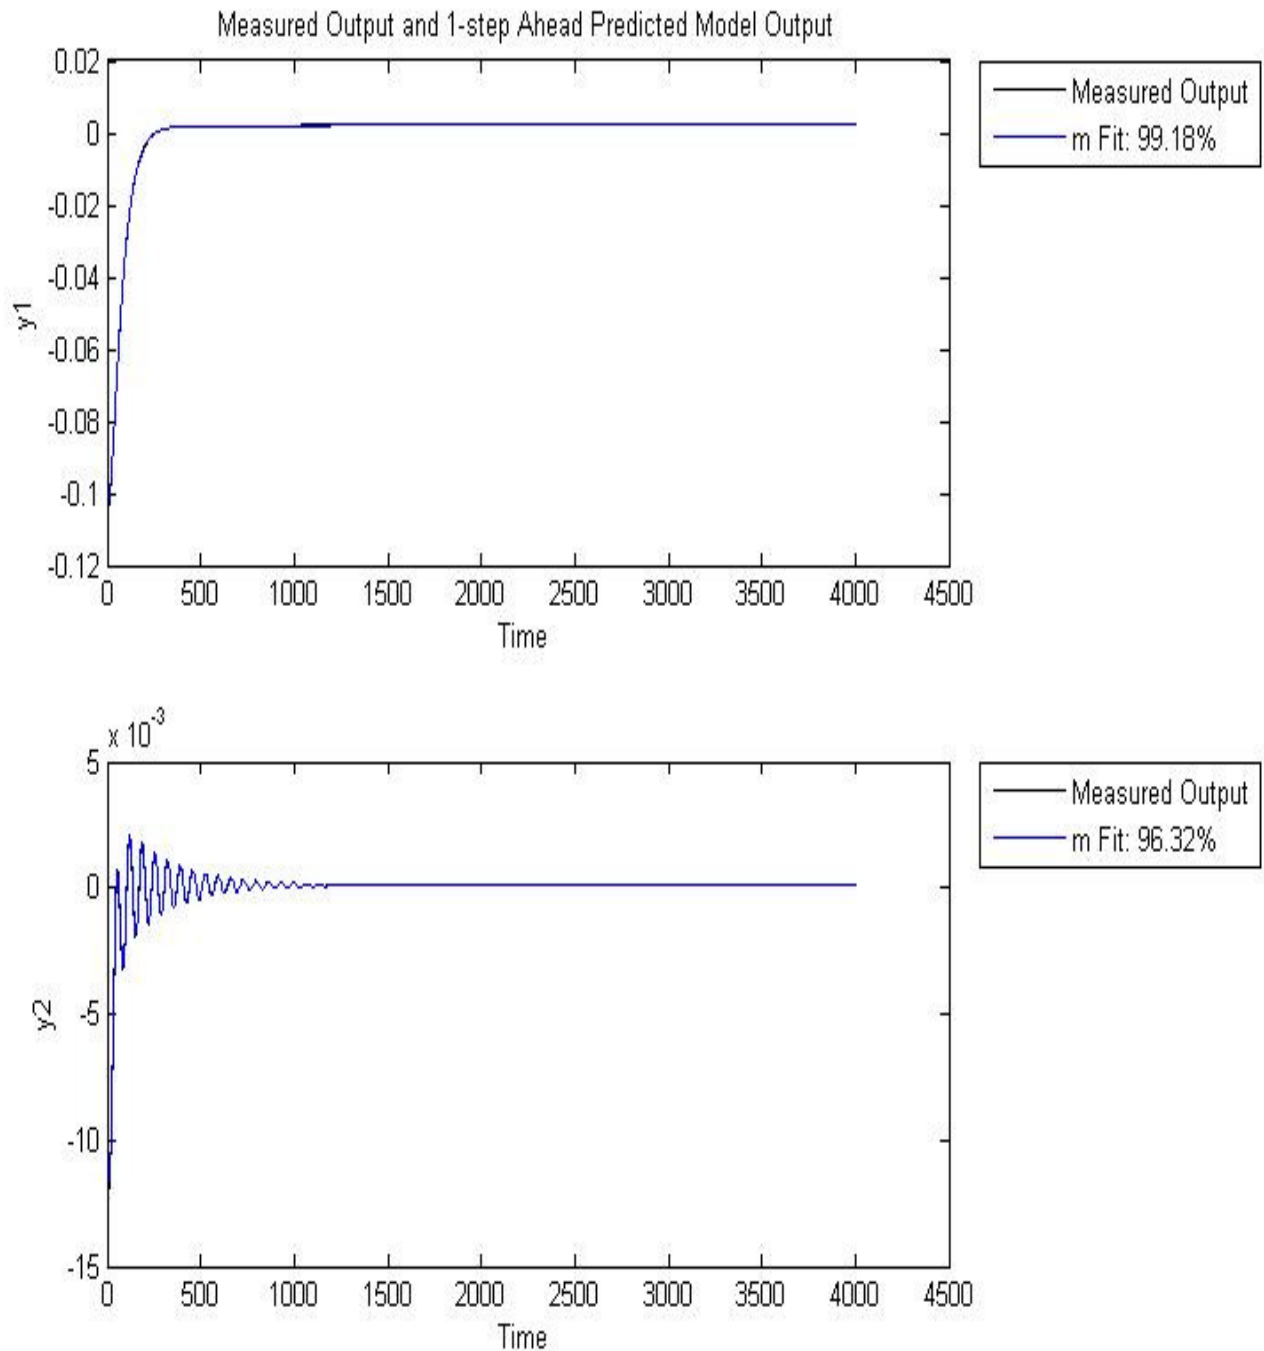 Measured Output and 1-step Ahead Predicted Model Output
0.02
0
-0.02
-0.04
-0.06
-0.08
-0.1
-0.12
y1
0 500 1000 1500 2000 2500 3000 3500 4000 4500
Time
Measured Output
m Fit: 99.18%
x 10^-3
5
0
-5
-10
-15
y2
0 500 1000 1500 2000 2500 3000 3500 4000 4500
Time
Measured Output
m Fit: 96.32%